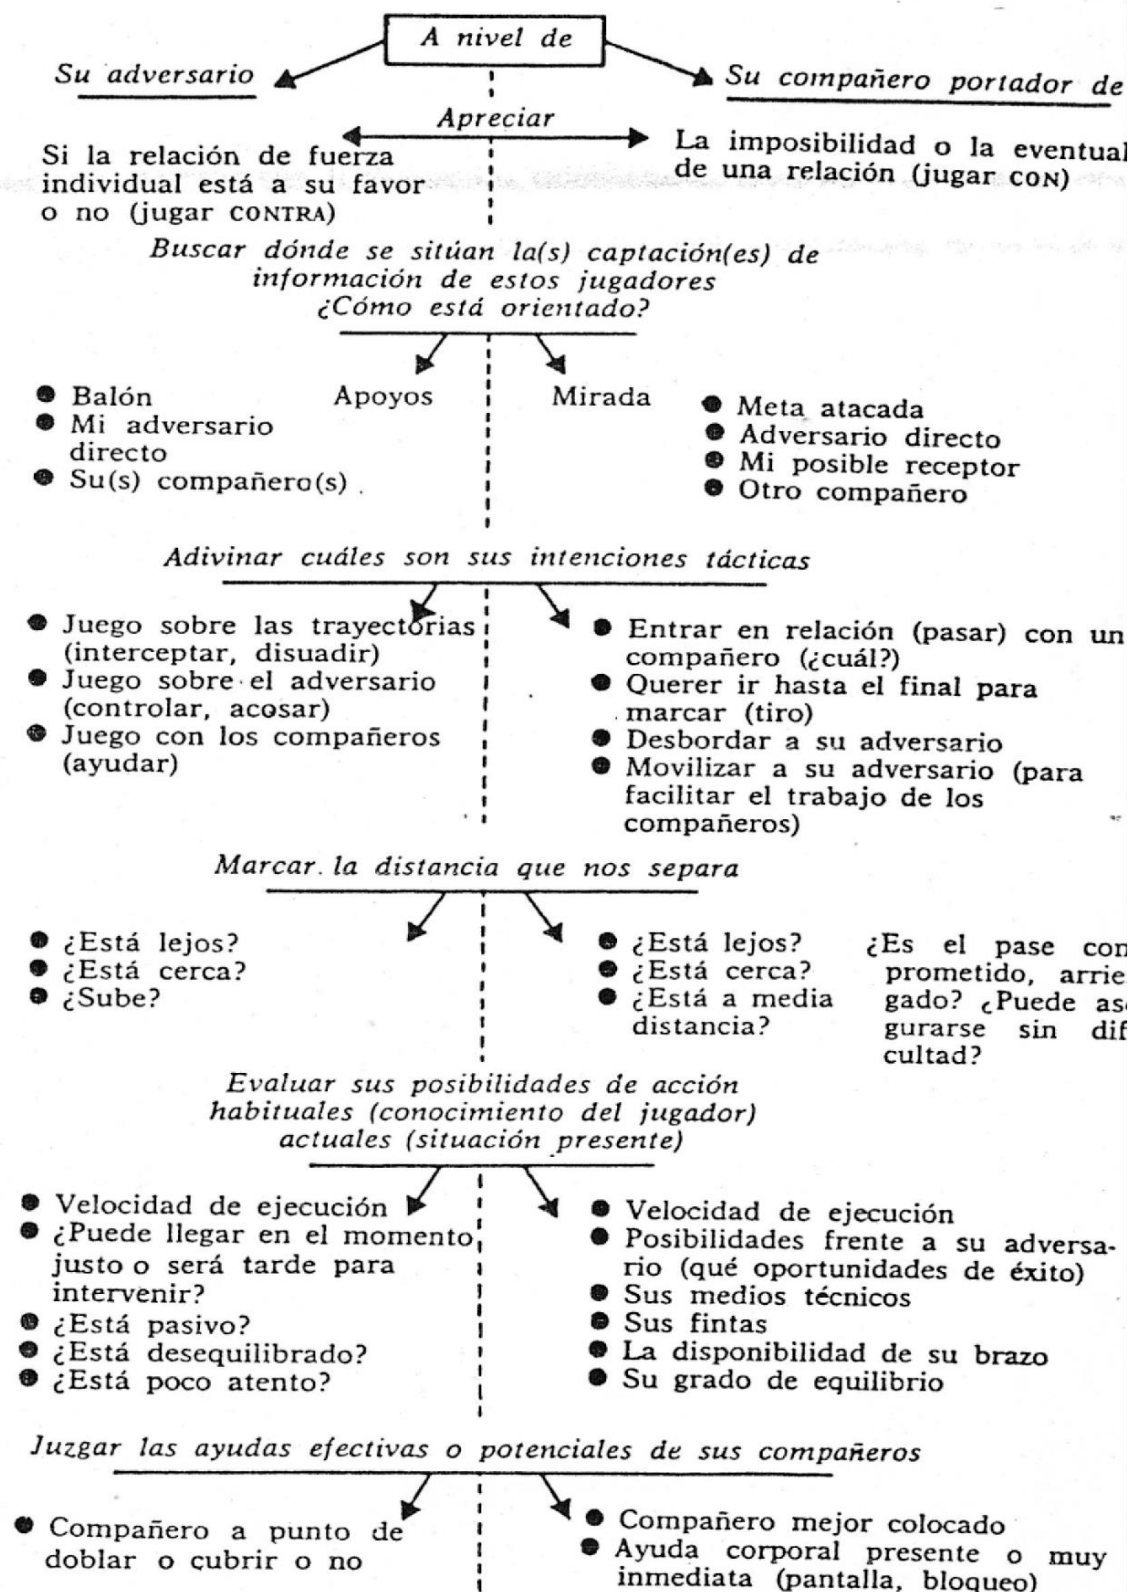 A nivel de
Su adversario
Su compañero portador de
Apreciar
Si la relación de fuerza
individual está a su favor
o no (jugar CONTRA)
La imposibilidad o la eventual
de una relación (jugar CON)
Buscar dónde se sitúan la(s) captación(es) de
información de estos jugadores
¿Cómo está orientado?
● Balón
● Mi adversario
directo
● Su(s) compañero(s)
Apoyos
Mirada
● Meta atacada
● Adversario directo
● Mi posible receptor
● Otro compañero
Adivinar cuáles son sus intenciones tácticas
● Juego sobre las trayectorias
(interceptar, disuadir)
● Juego sobre el adversario
(controlar, acosar)
● Juego con los compañeros
(ayudar)
● Entrar en relación (pasar) con un
compañero (¿cuál?)
● Querer ir hasta el final para
marcar (tiro)
● Desbordar a su adversario
● Movilizar a su adversario (para
facilitar el trabajo de los
compañeros)
Marcar la distancia que nos separa
● ¿Está lejos?
● ¿Está cerca?
● ¿Sube?
● ¿Está lejos?
● ¿Está cerca?
● ¿Está a media
distancia?
¿Es el pase com
prometido, arries
gado? ¿Puede ase
gurarse sin difi
cultad?
Evaluar sus posibilidades de acción
habituales (conocimiento del jugador)
actuales (situación presente)
● Velocidad de ejecución
● ¿Puede llegar en el momento
justo o será tarde para
intervenir?
● ¿Está pasivo?
● ¿Está desequilibrado?
● ¿Está poco atento?
● Velocidad de ejecución
● Posibilidades frente a su adversa-
rio (qué oportunidades de éxito)
● Sus medios técnicos
● Sus fintas
● La disponibilidad de su brazo
● Su grado de equilibrio
Juzgar las ayudas efectivas o potenciales de sus compañeros
● Compañero a punto de
doblar o cubrir o no
● Compañero mejor colocado
● Ayuda corporal presente o muy
inmediata (pantalla, bloqueo)